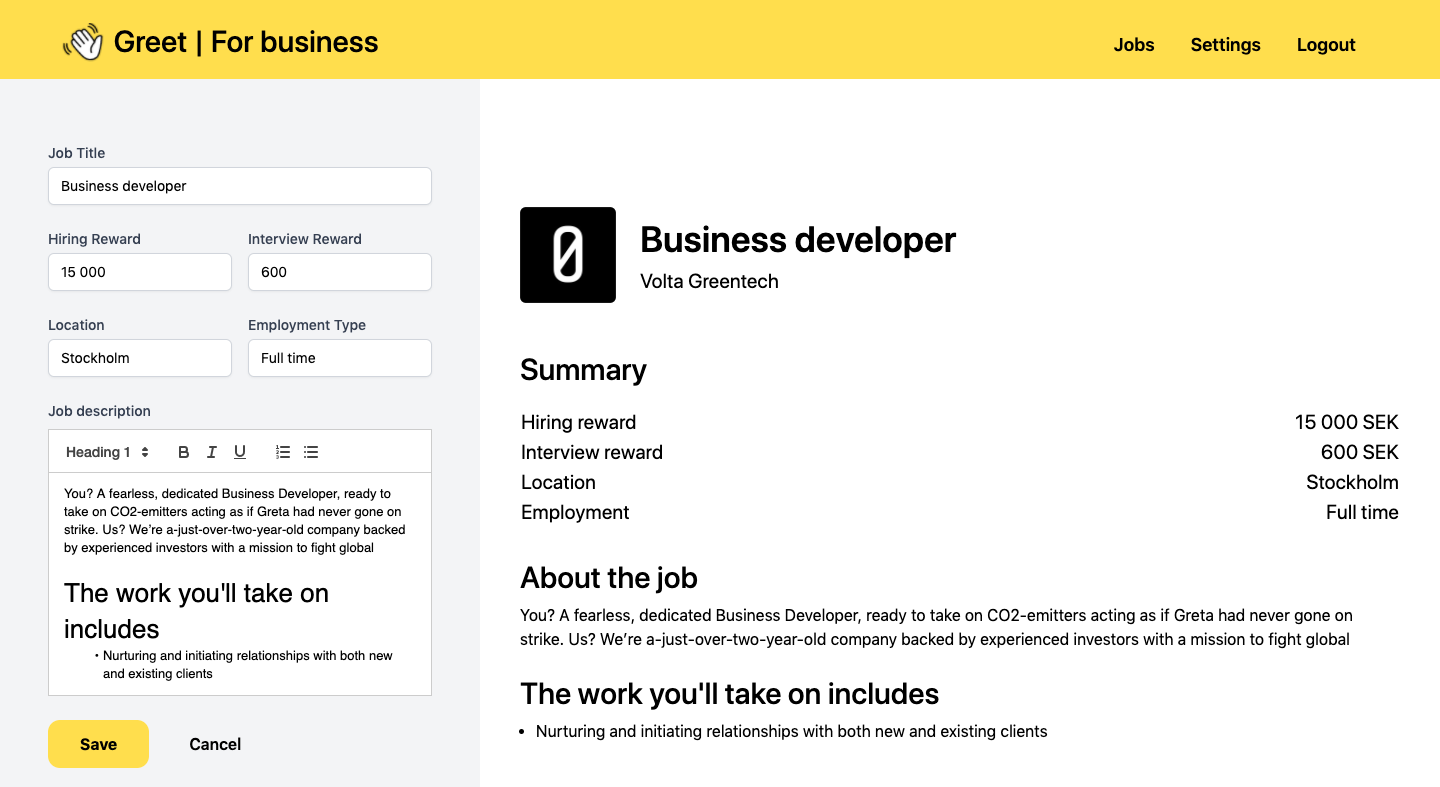 Greet | For business
Jobs Settings Logout
Job Title
Business developer
Hiring Reward Interview Reward
15 000 600
Location Employment Type
Stockholm Full time
Job description
Heading 1 B I U
You? A fearless, dedicated Business Developer, ready to
take on CO2-emitters acting as if Greta had never gone on
strike. Us? We’re a-just-over-two-year-old company backed
by experienced investors with a mission to fight global
The work you'll take on
includes
• Nurturing and initiating relationships with both new
and existing clients
Save Cancel
0
Business developer
Volta Greentech
Summary
Hiring reward 15 000 SEK
Interview reward 600 SEK
Location Stockholm
Employment Full time
About the job
You? A fearless, dedicated Business Developer, ready to take on CO2-emitters acting as if Greta had never gone on
strike. Us? We’re a-just-over-two-year-old company backed by experienced investors with a mission to fight global
The work you'll take on includes
• Nurturing and initiating relationships with both new and existing clients